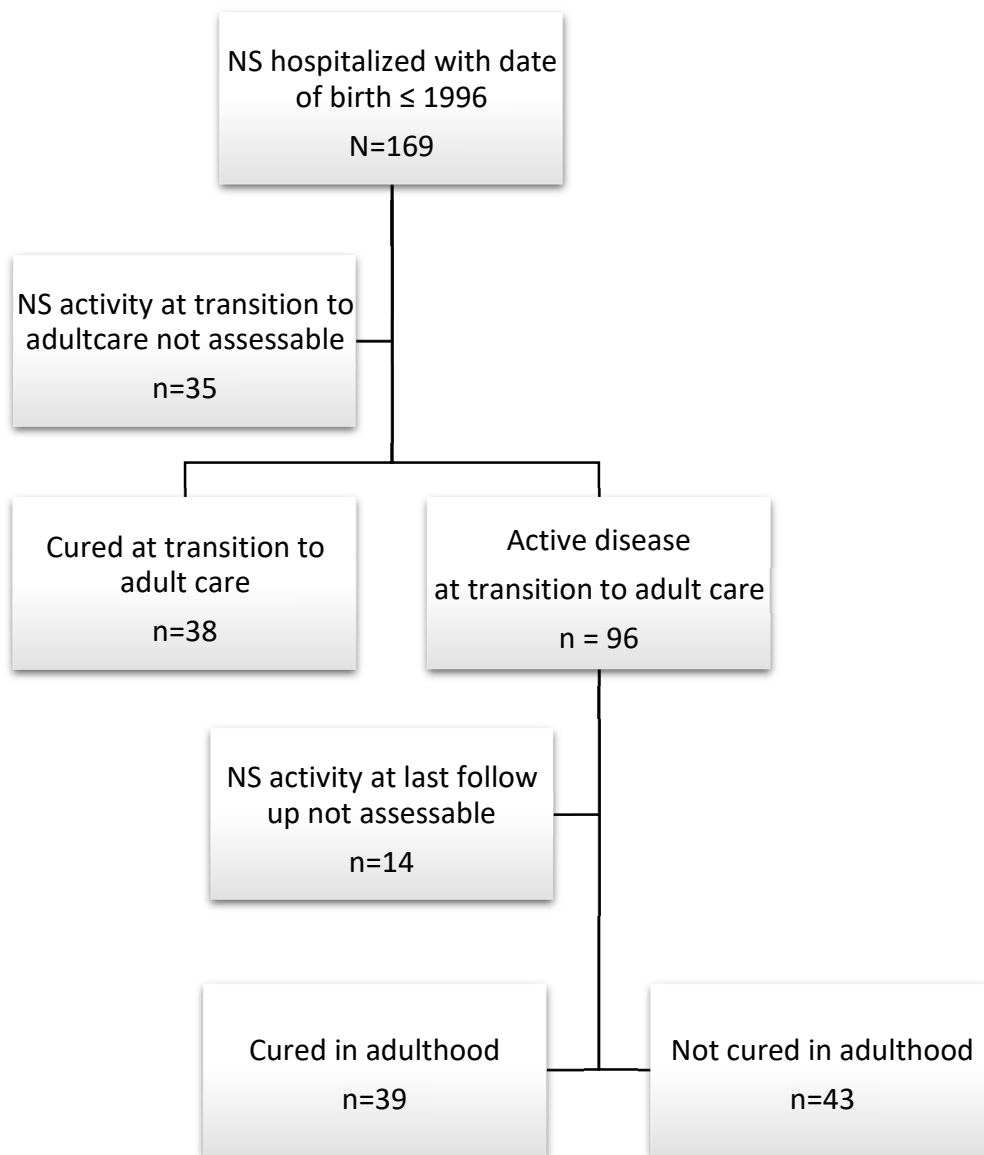 NS hospitalized with date
of birth ≤ 1996
N=169
NS activity at transition to
adultcare not assessable
n=35
Cured at transition to
adult care
n=38
Active disease
at transition to adult care
n = 96
NS activity at last follow
up not assessable
n=14
Cured in adulthood
n=39
Not cured in adulthood
n=43